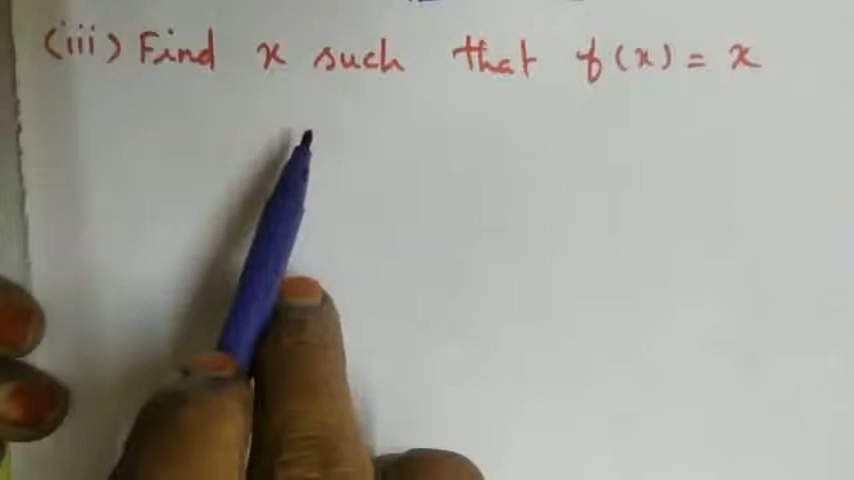 (iii) Find x such that f(x) = x